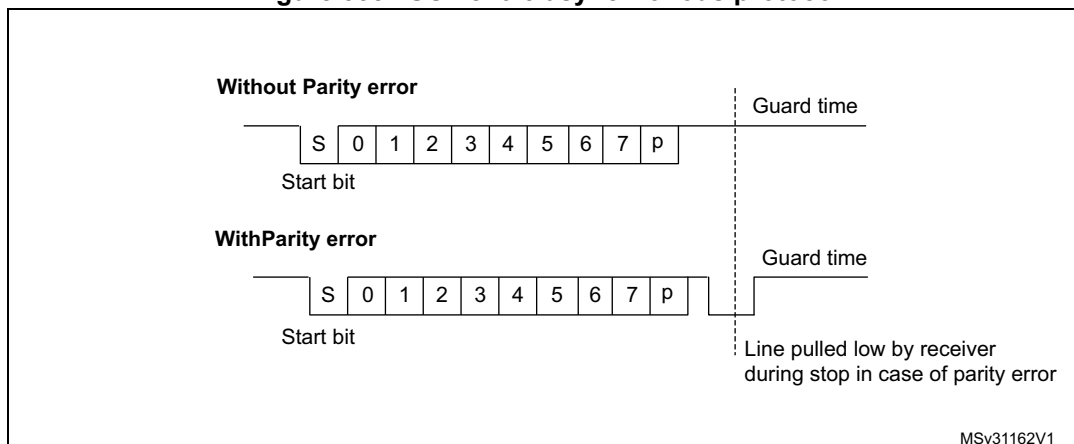 Without Parity error
Guard time
S 0 1 2 3 4 5 6 7 p
Start bit
WithParity error
Guard time
S 0 1 2 3 4 5 6 7 p
Start bit
Line pulled low by receiver
during stop in case of parity error
MSv31162V1